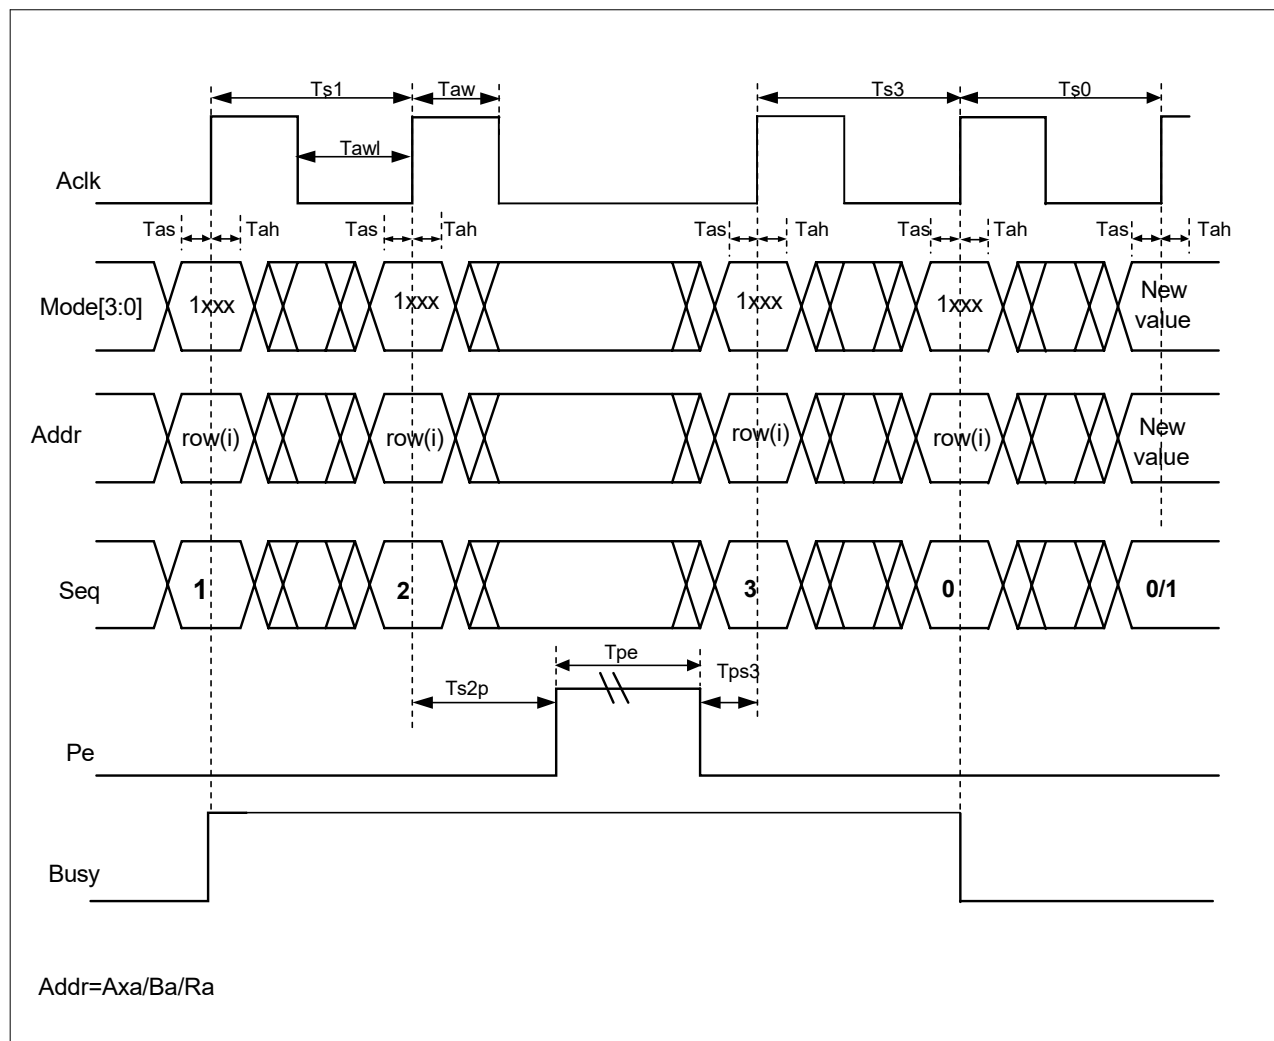 Ts1 Taw Ts3 Ts0
Tawl
Aclk
Tas Tah Tas Tah Tas Tah Tas Tah Tas Tah
Mode[3:0] 1xxx 1xxx 1xxx 1xxx New
value
Addr row(i) row(i) row(i) row(i) New
value
Seq 1 2 3 0 0/1
Tpe
Ts2p Tps3
Pe
Busy
Addr=Axa/Ba/Ra